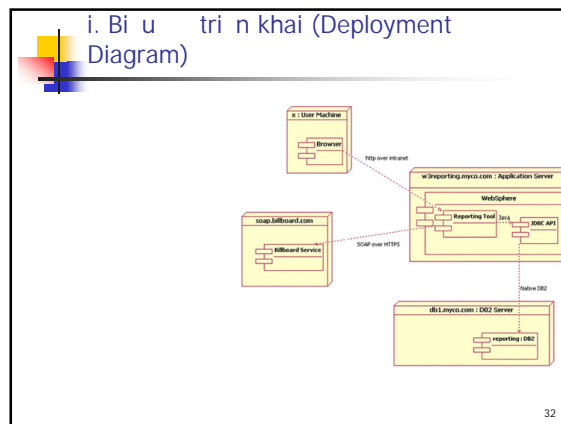 i. Bi u tri n khai (Deployment
Diagram)
x : User Machine
Browser
http over intranet
w3reporting.myco.com : Application Server
WebSphere
Reporting Tool
Java
JDBC API
soap.billboard.com
Billboard Service
SOAP over HTTPS
Native DB2
db1.myco.com : DB2 Server
reporting : DB2
32